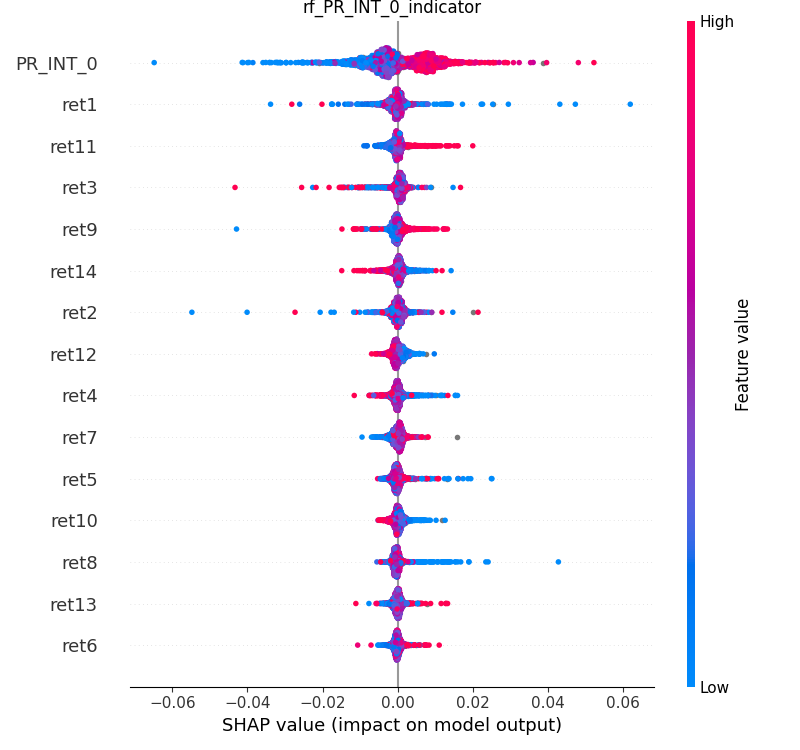 rf_PR_INT_0_indicator
High
PR_INT_0
ret1
ret11
ret3
ret9
ret14
ret2
ret12
ret4
ret7
ret5
ret10
ret8
ret13
ret6
Feature value
Low
−0.06 −0.04 −0.02 0.00 0.02 0.04 0.06
SHAP value (impact on model output)